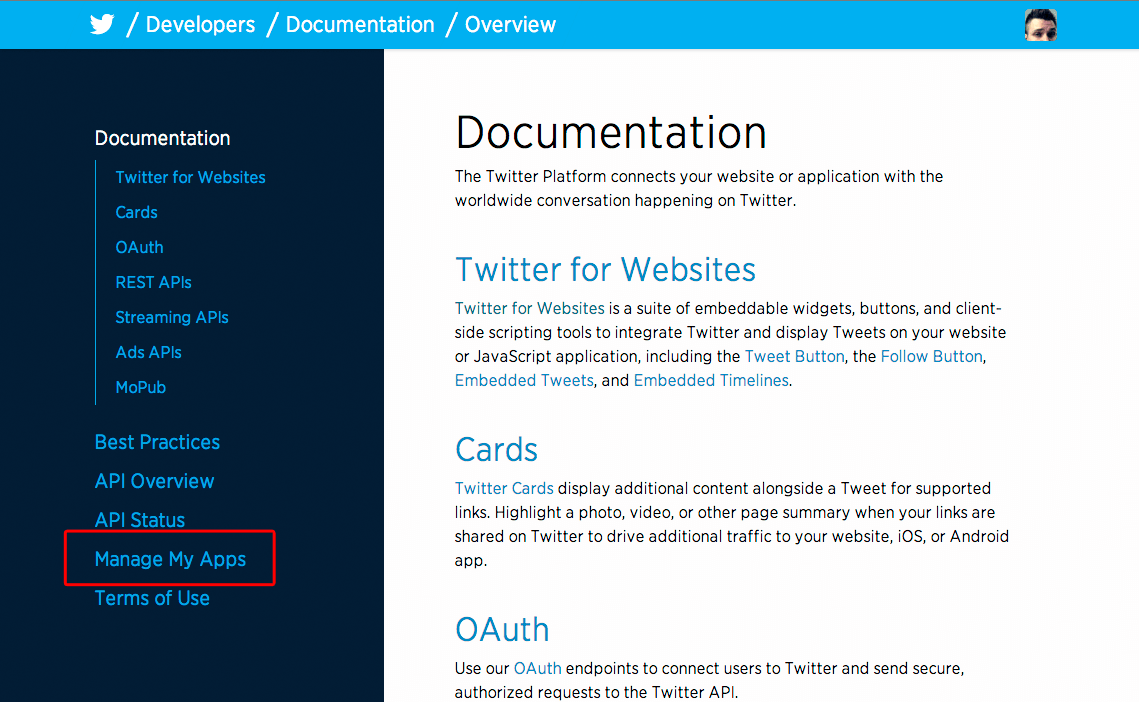 / Developers / Documentation / Overview
Documentation
Twitter for Websites
Cards
OAuth
REST APIs
Streaming APIs
Ads APIs
MoPub
Best Practices
API Overview
API Status
Manage My Apps
Terms of Use
Documentation
The Twitter Platform connects your website or application with the
worldwide conversation happening on Twitter.
Twitter for Websites
Twitter for Websites is a suite of embeddable widgets, buttons, and client-
side scripting tools to integrate Twitter and display Tweets on your website
or JavaScript application, including the Tweet Button, the Follow Button,
Embedded Tweets, and Embedded Timelines.
Cards
Twitter Cards display additional content alongside a Tweet for supported
links. Highlight a photo, video, or other page summary when your links are
shared on Twitter to drive additional traffic to your website, iOS, or Android
app.
OAuth
Use our OAuth endpoints to connect users to Twitter and send secure,
authorized requests to the Twitter API.